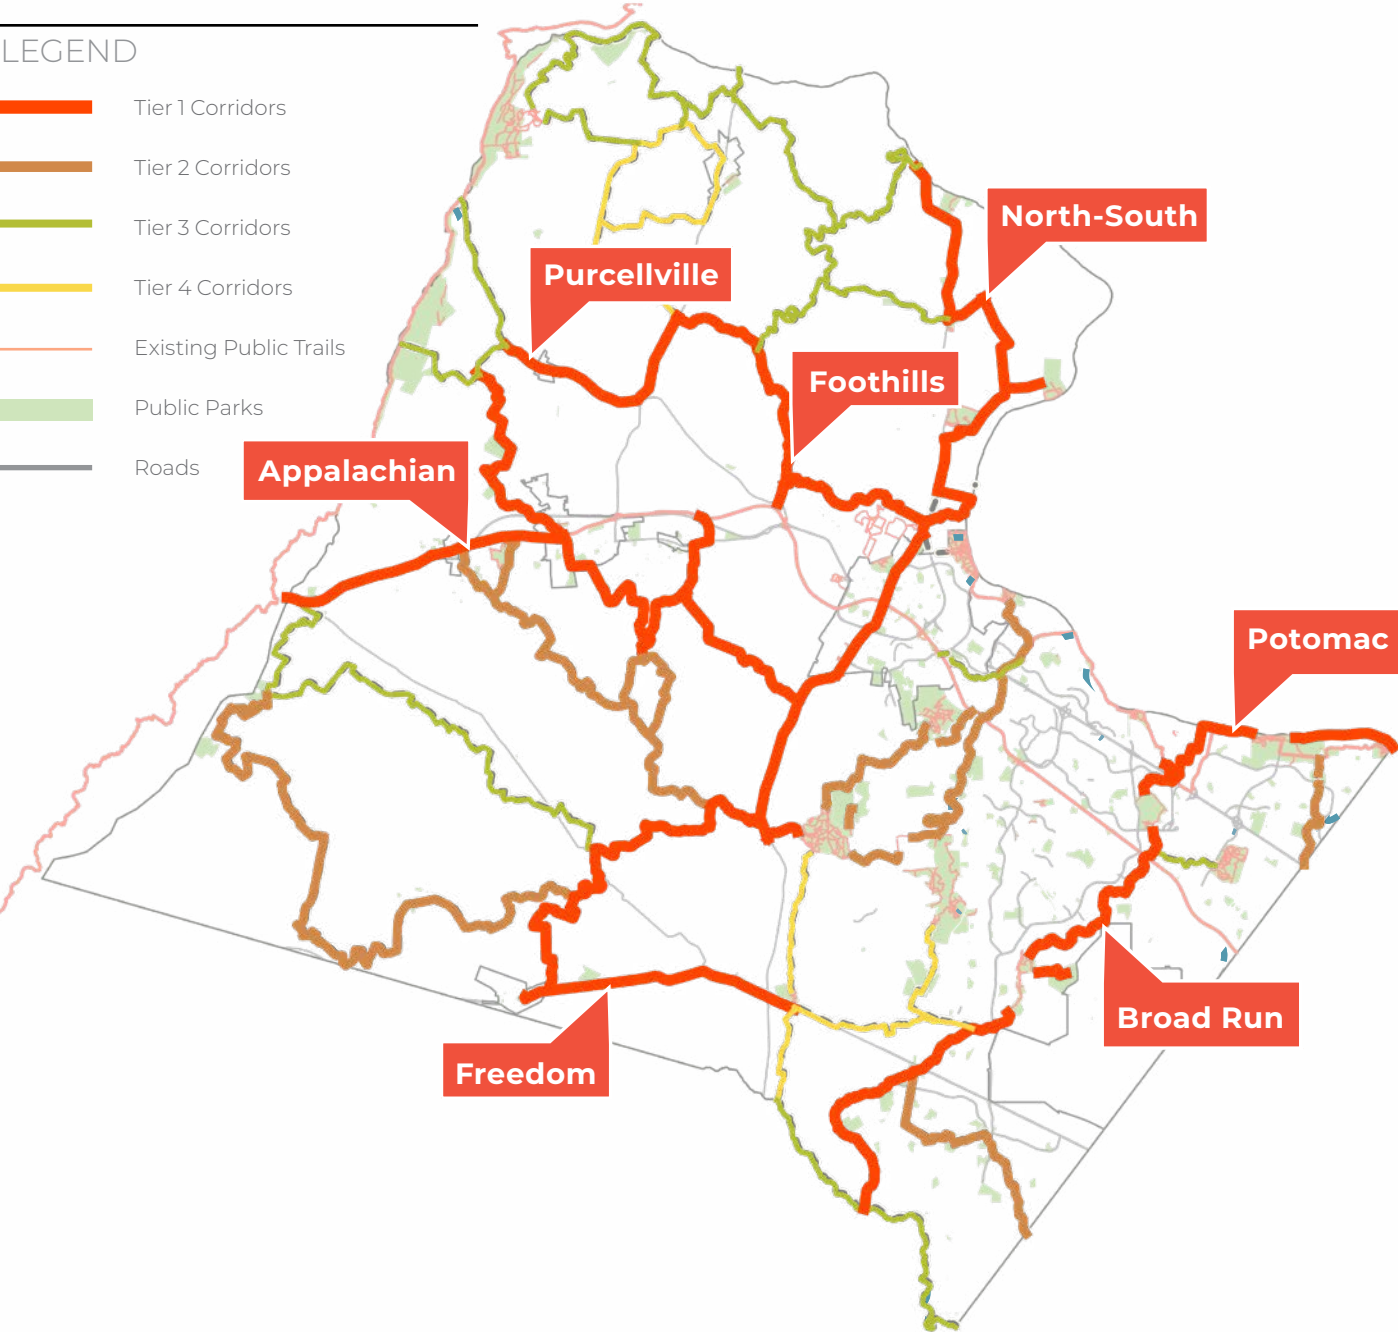 LEGEND
Tier 1 Corridors
Tier 2 Corridors
Tier 3 Corridors
Tier 4 Corridors
Existing Public Trails
Public Parks
Roads
North-South
Purcellville
Foothills
Appalachian
Potomac
Broad Run
Freedom